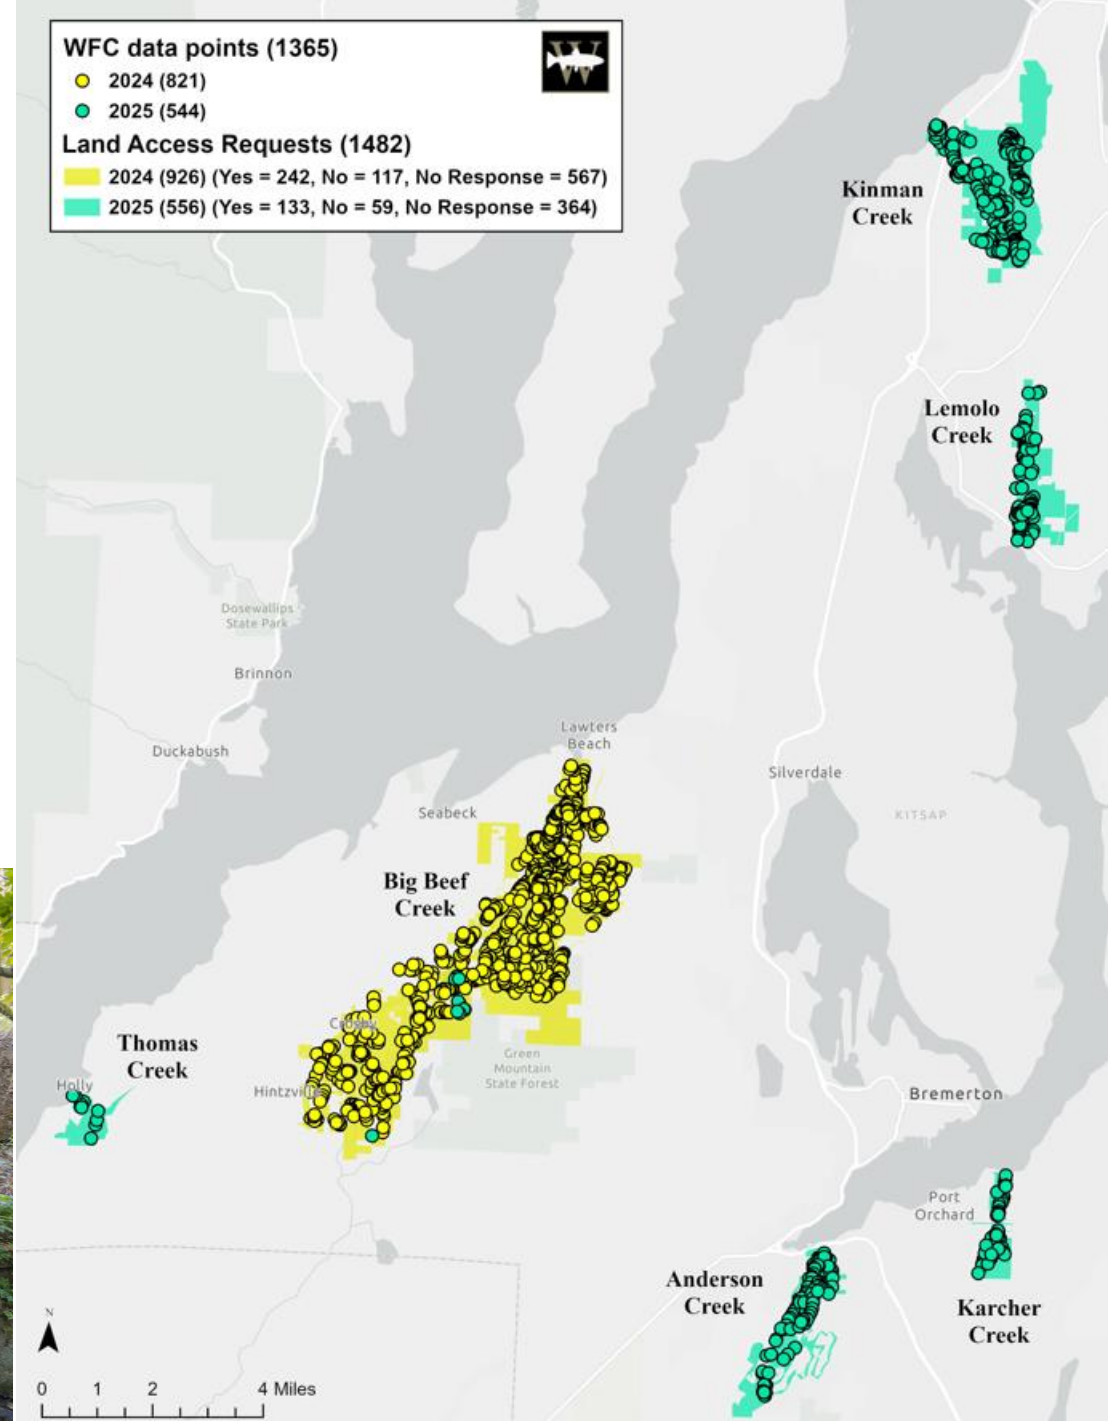 WFC data points (1365)
2024 (821)
2025 (544)
Land Access Requests (1482)
2024 (926) (Yes = 242, No = 117, No Response = 567)
2025 (556) (Yes = 133, No = 59, No Response = 364)
W
Kinman
Creek
Lemolo
Creek
Dosewallips
State Park
Brinnon
Lawters
Beach
Duckabush
Silverdale
Seabeck
KITSAP
Big Beef
Creek
Crosby
Thomas
Creek
Green
Mountain
State Forest
Holly
Hintzville
Bremerton
Port
Orchard
Anderson
Creek
Karcher
Creek
N
0 1 2 4 Miles